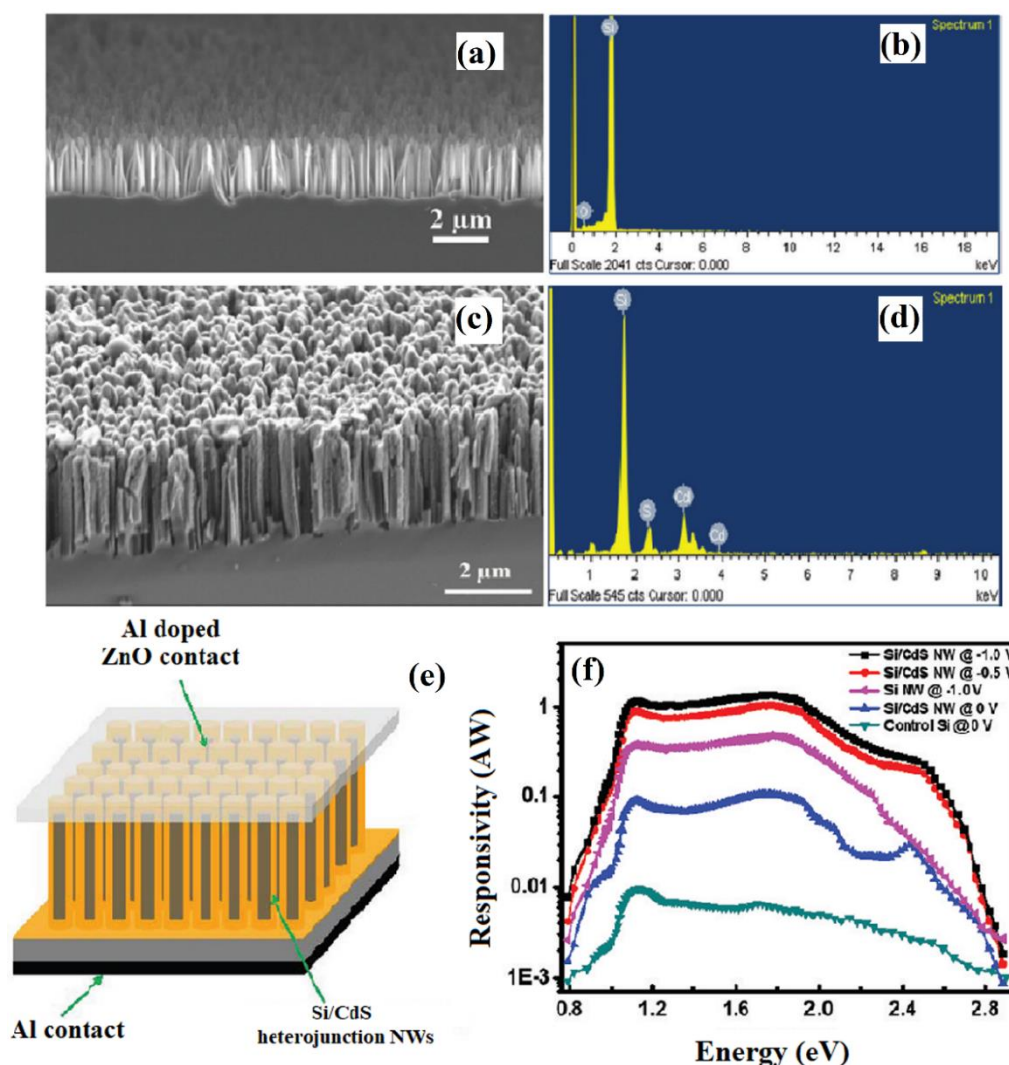 (a)
2 μm
Spectrum 1
(b)
Si
O
0 2 4 6 8 10 12 14 16 18
Full Scale 2041 cts Cursor: 0.000
keV
(c)
2 μm
Spectrum 1
(d)
Si
S
Cd
Cd
1 2 3 4 5 6 7 8 9 10
Full Scale 545 cts Cursor: 0.000
keV
Al doped
ZnO contact
(e)
Al contact
Si/CdS
heterojunction NWs
(f)
Si/CdS NW @ -1.0 V
Si/CdS NW @ -0.5 V
Si NW @ -1.0 V
Si/CdS NW @ 0 V
Control Si @ 0 V
Responsivity (AW)
1
0.1
0.01
1E-3
0.8 1.2 1.6 2.0 2.4 2.8
Energy (eV)